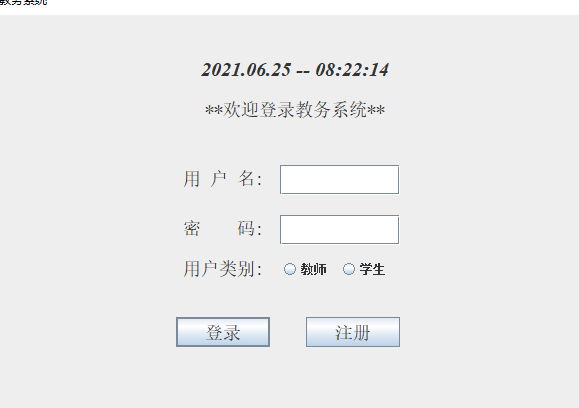 教务系统
2021.06.25 -- 08:22:14
**欢迎登录教务系统**
用 户 名:
密 码:
用户类别: 教师 学生
登录 注册